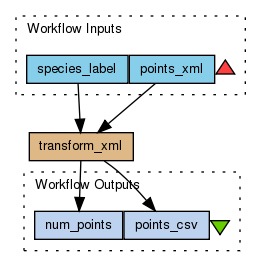 Workflow Inputs
species_label points_xml
transform_xml
Workflow Outputs
num_points points_csv